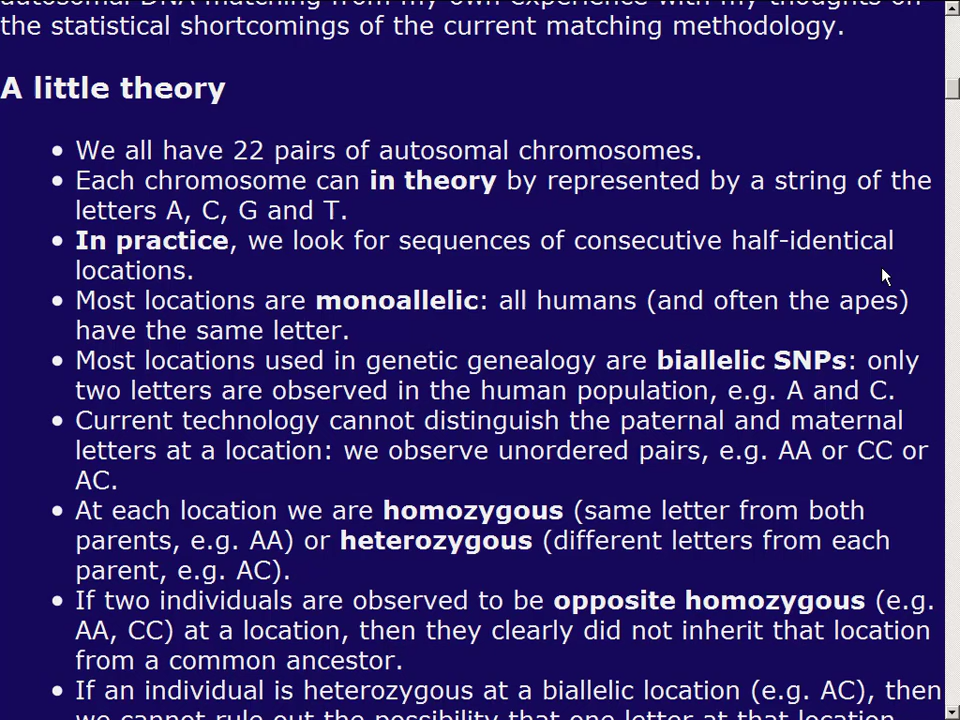 autosomal DNA matching from my own experience with my thoughts on
the statistical shortcomings of the current matching methodology.
A little theory
• We all have 22 pairs of autosomal chromosomes.
• Each chromosome can in theory by represented by a string of the
letters A, C, G and T.
• In practice, we look for sequences of consecutive half-identical
locations.
• Most locations are monoallelic: all humans (and often the apes)
have the same letter.
• Most locations used in genetic genealogy are biallelic SNPs: only
two letters are observed in the human population, e.g. A and C.
• Current technology cannot distinguish the paternal and maternal
letters at a location: we observe unordered pairs, e.g. AA or CC or
AC.
• At each location we are homozygous (same letter from both
parents, e.g. AA) or heterozygous (different letters from each
parent, e.g. AC).
• If two individuals are observed to be opposite homozygous (e.g.
AA, CC) at a location, then they clearly did not inherit that location
from a common ancestor.
• If an individual is heterozygous at a biallelic location (e.g. AC), then
we cannot rule out the possibility that one letter at that location